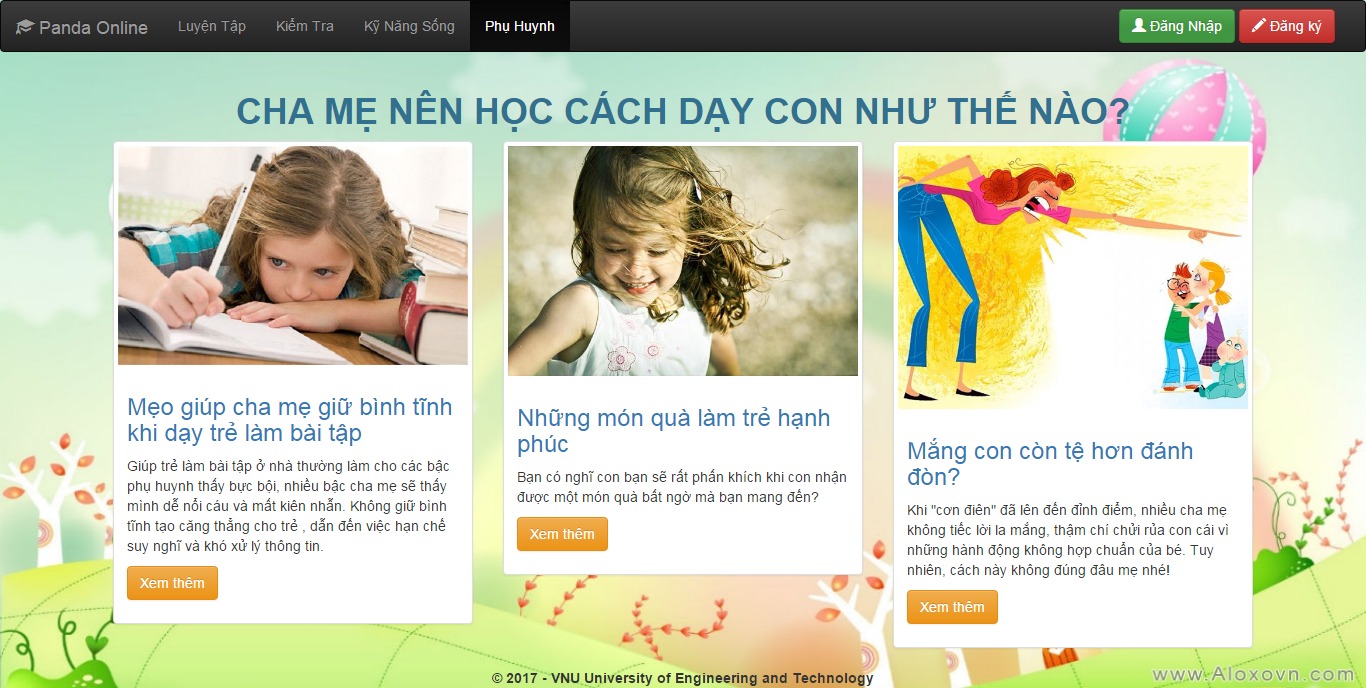 Panda Online
Luyện Tập
Kiểm Tra
Kỹ Năng Sống
Phụ Huynh
Đăng Nhập
Đăng ký
CHA MẸ NÊN HỌC CÁCH DẠY CON NHƯ THẾ NÀO?
Mẹo giúp cha mẹ giữ bình tĩnh
khi dạy trẻ làm bài tập
Giúp trẻ làm bài tập ở nhà thường làm cho các bậc
phụ huynh thấy bực bội, nhiều bậc cha mẹ sẽ thấy
mình dễ nổi cáu và mất kiên nhẫn. Không giữ bình
tĩnh tạo căng thẳng cho trẻ , dẫn đến việc hạn chế
suy nghĩ và khó xử lý thông tin.
Xem thêm
Những món quà làm trẻ hạnh
phúc
Bạn có nghĩ con bạn sẽ rất phấn khích khi con nhận
được một món quà bất ngờ mà bạn mang đến?
Xem thêm
Mắng con còn tệ hơn đánh
đòn?
Khi "cơn điên" đã lên đến đỉnh điểm, nhiều cha mẹ
không tiếc lời la mắng, thậm chí chửi rủa con cái vì
những hành động không hợp chuẩn của bé. Tuy
nhiên, cách này không đúng đâu mẹ nhé!
Xem thêm
© 2017 - VNU University of Engineering and Technology
www.Aloxovn.com